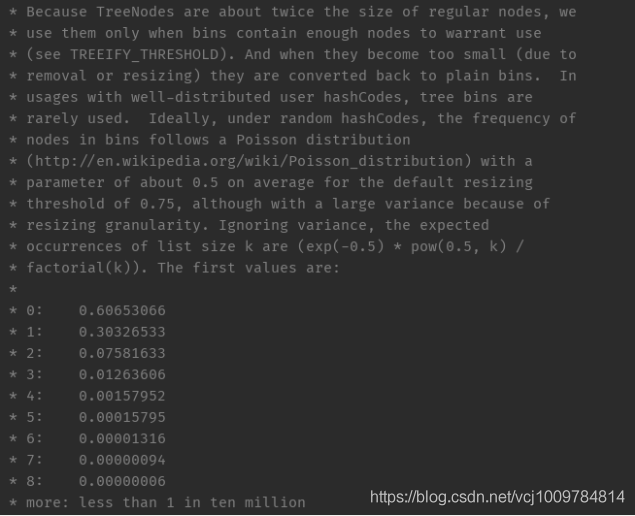 * Because TreeNodes are about twice the size of regular nodes, we
* use them only when bins contain enough nodes to warrant use
* (see TREEIFY_THRESHOLD). And when they become too small (due to
* removal or resizing) they are converted back to plain bins.  In
* usages with well-distributed user hashCodes, tree bins are
* rarely used.  Ideally, under random hashCodes, the frequency of
* nodes in bins follows a Poisson distribution
* (http://en.wikipedia.org/wiki/Poisson_distribution) with a
* parameter of about 0.5 on average for the default resizing
* threshold of 0.75, although with a large variance because of
* resizing granularity. Ignoring variance, the expected
* occurrences of list size k are (exp(-0.5) * pow(0.5, k) /
* factorial(k)). The first values are:
*
* 0:    0.60653066
* 1:    0.30326533
* 2:    0.07581633
* 3:    0.01263606
* 4:    0.00157952
* 5:    0.00015795
* 6:    0.00001316
* 7:    0.00000094
* 8:    0.00000006
* more: less than 1 in ten million
https://blog.csdn.net/vcj1009784814